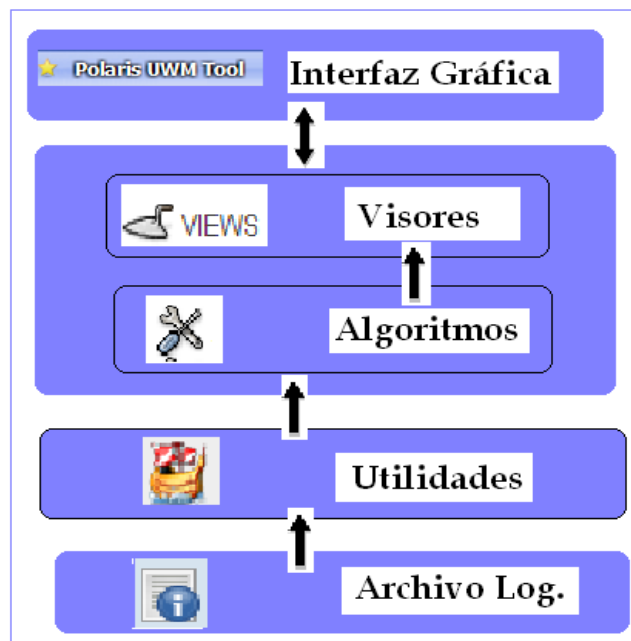 Polaris UWM Tool
Interfaz Gráfica
VIEWS
Visores
Algoritmos
Utilidades
Archivo Log.